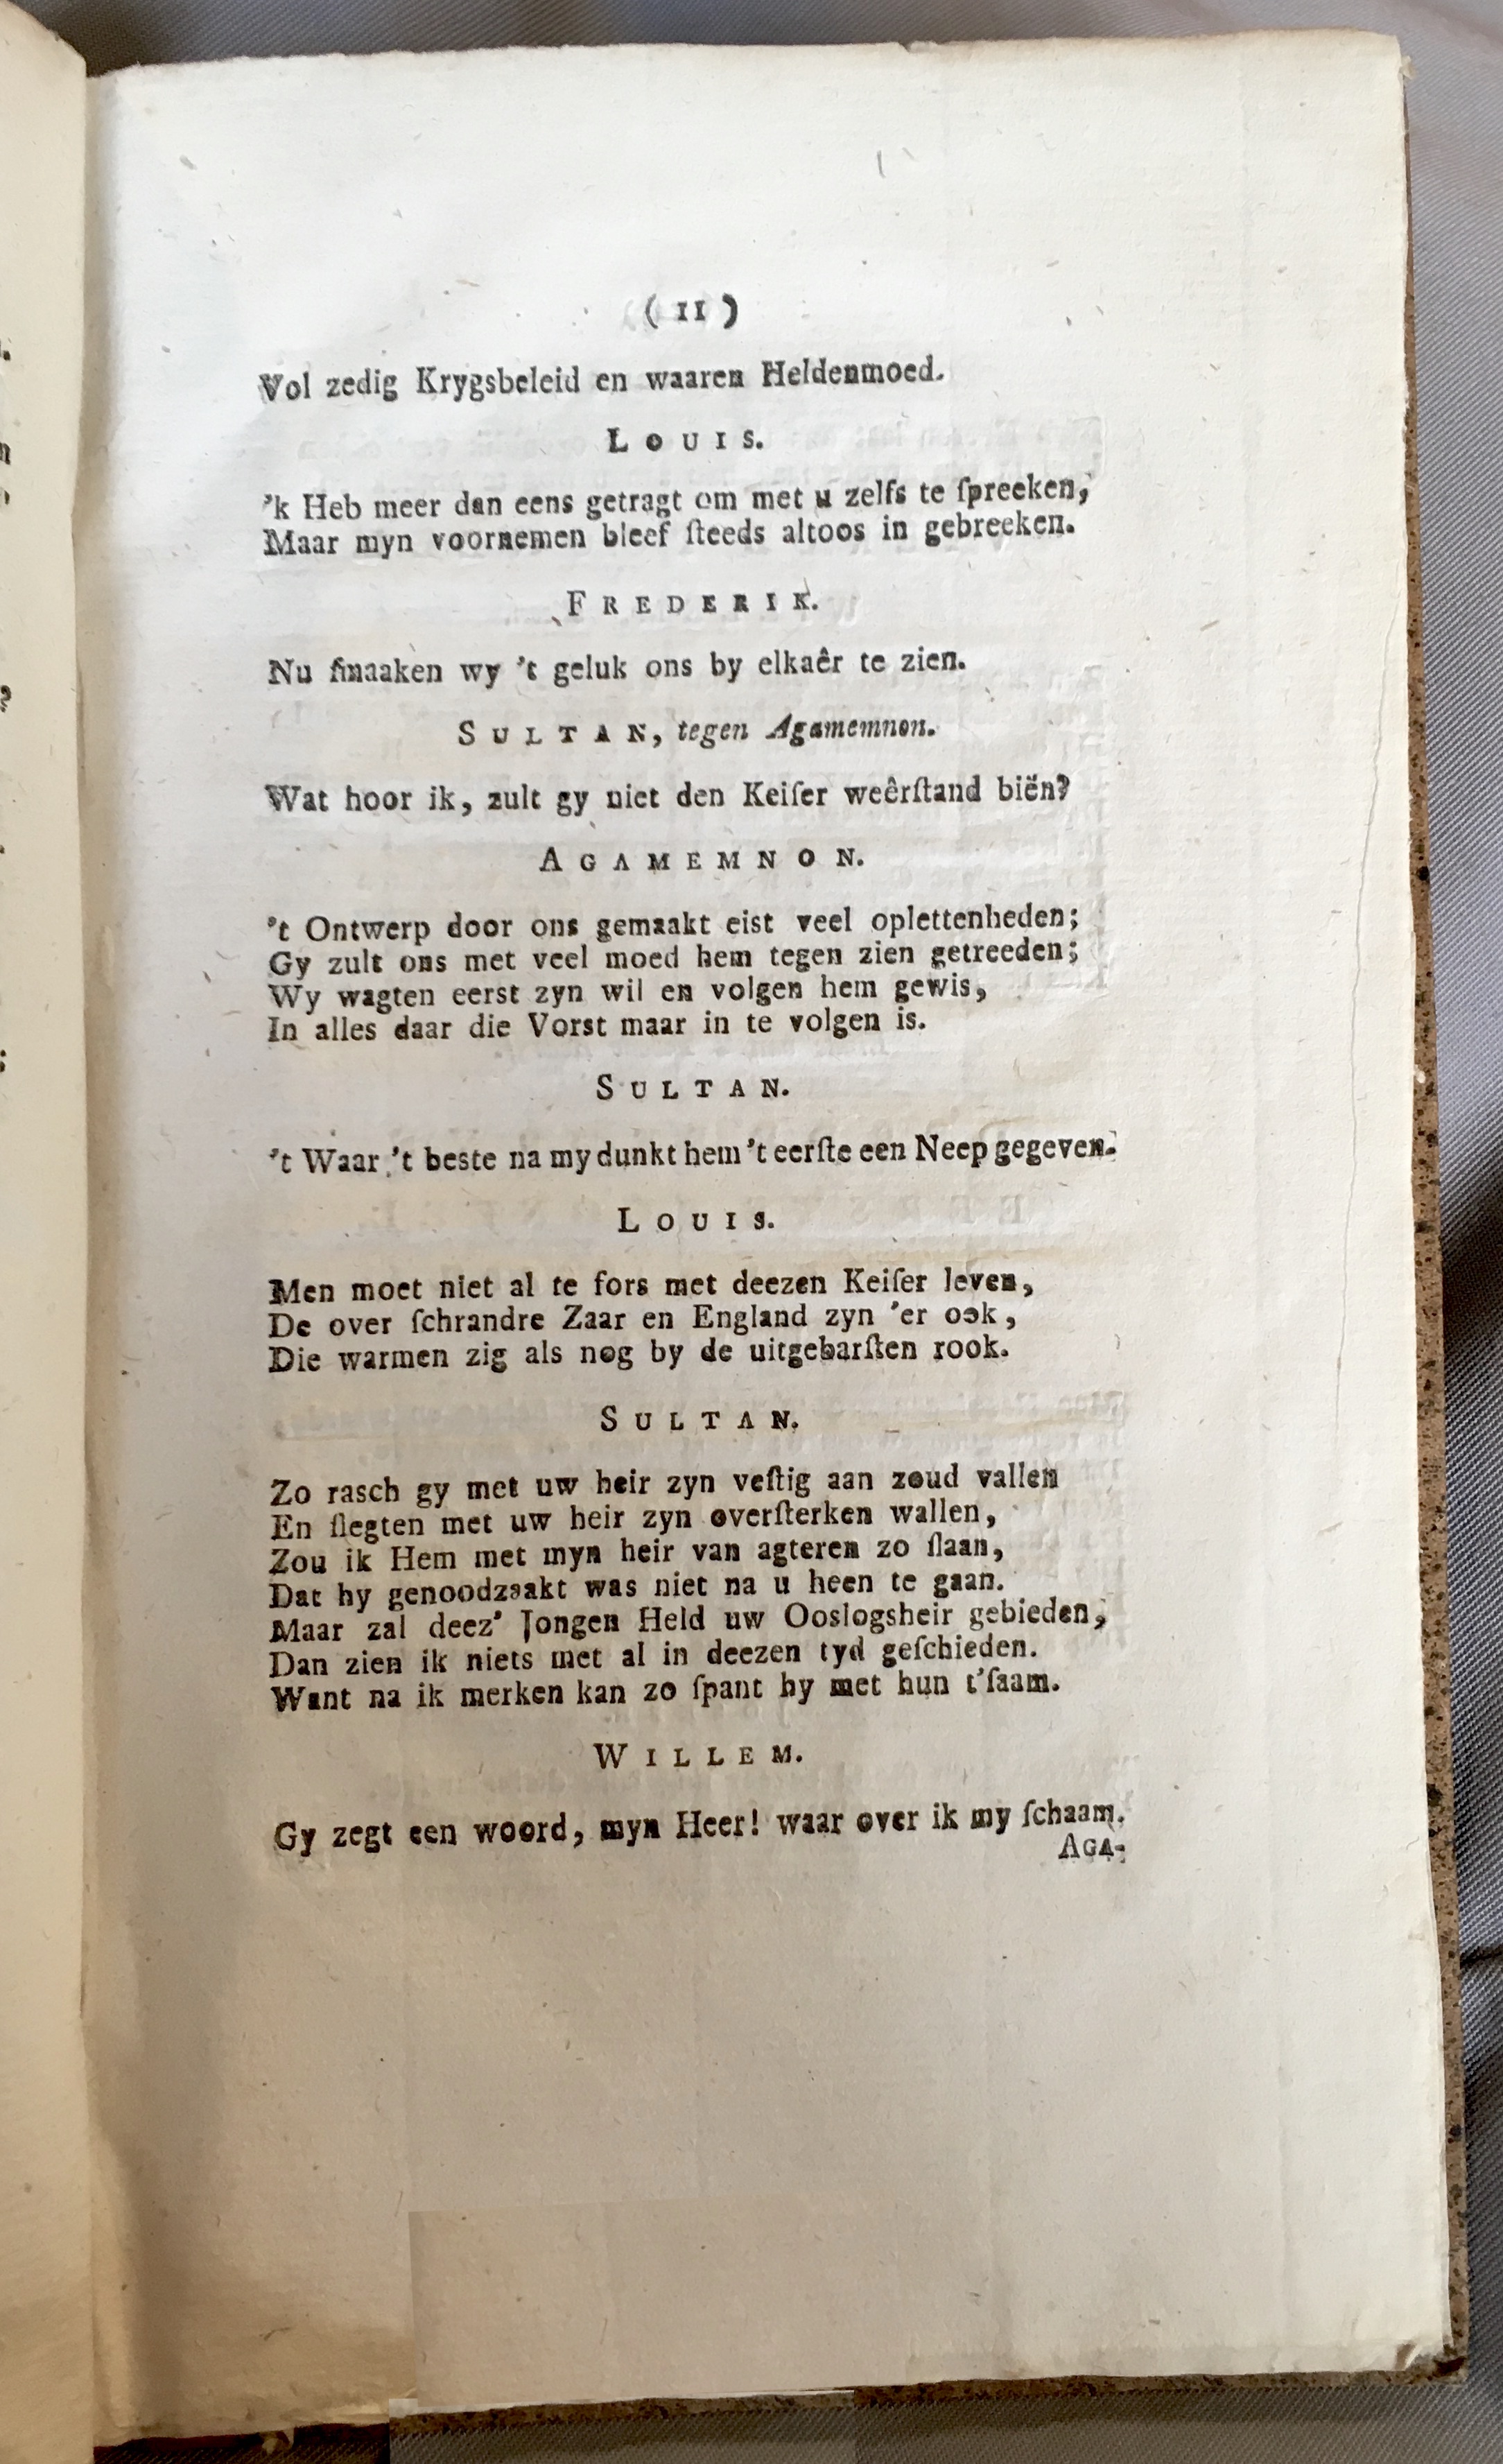 ( 11 )
Vol zedig Krygsbeleid en waaren Heldenmoed.
LOUIS.
'k Heb meer dan eens getragt om met u zelfs te ſpreeken,
Maar myn voornemen bleef ſteeds altoos in gebreeken.
FREDERIK.
Nu ſmaaken wy 't geluk ons by elkaêr te zien.
SULTAN, tegen Agamemnon.
Wat hoor ik, zult gy niet den Keiſer weêrſtand biën?
AGAMEMNON.
't Ontwerp door ons gemaakt eist veel oplettenheden;
Gy zult ons met veel moed hem tegen zien getreeden;
Wy wagten eerst zyn wil en volgen hem gewis,
In alles daar die Vorst maar in te volgen is.
SULTAN.
't Waar 't beste na my dunkt hem 't eerſte een Neep gegeven.
LOUIS.
Men moet niet al te fors met deezen Keiſer leven,
De over ſchrandre Zaar en England zyn 'er ook,
Die warmen zig als nog by de uitgebarſten rook.
SULTAN.
Zo rasch gy met uw heir zyn veſtig aan zoud vallen
En ſlegten met uw heir zyn overſterken wallen,
Zou ik Hem met myn heir van agteren zo ſlaan,
Dat hy genoodzaakt was niet na u heen te gaan.
Maar zal deez' Jongen Held uw Ooslogsheir gebieden,
Dan zien ik niets met al in deezen tyd geſchieden.
Want na ik merken kan zo ſpant hy met hun t'ſaam.
WILLEM.
Gy zegt een woord, myn Heer! waar over ik my ſchaam.
AGA-